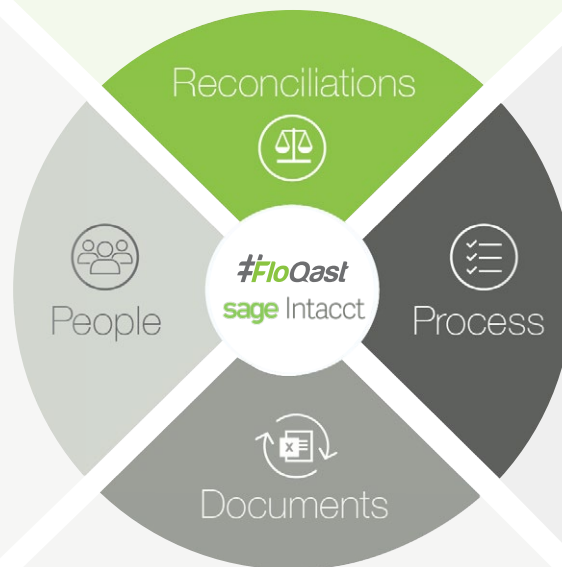 Reconciliations
FloQast
sage Intacct
People
Process
X
Documents